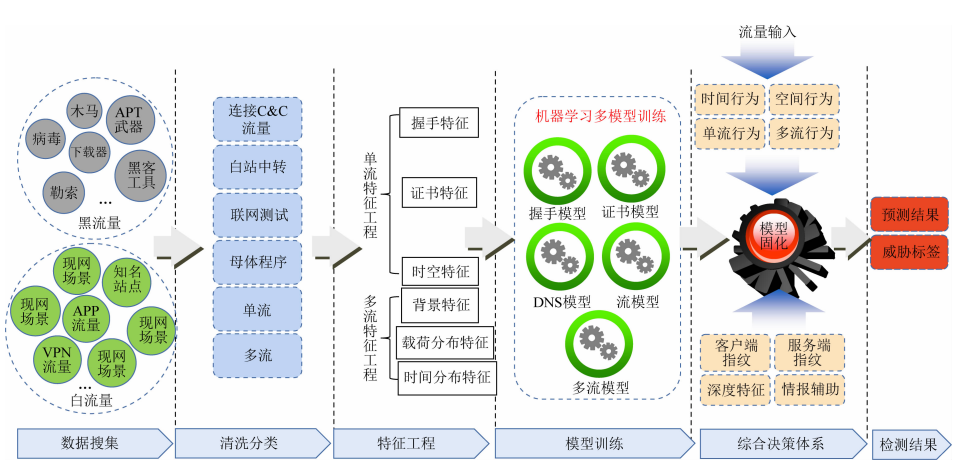 木马
APT
武器
病毒
下载器
黑客
工具
勒索
...
黑流量
现网
场景
知名
站点
现网
场景
APP
流量
现网
场景
VPN
流量
现网
场景
...
白流量
数据搜集
连接C&C
流量
白站中转
联网测试
母体程序
单流
多流
清洗分类
单流特征工程
握手特征
证书特征
时空特征
多流特征工程
背景特征
载荷分布特征
时间分布特征
特征工程
机器学习多模型训练
握手模型
证书模型
DNS模型
流模型
多流模型
模型训练
流量输入
时间行为
空间行为
单流行为
多流行为
模型
固化
客户端
指纹
服务端
指纹
深度特征
情报辅助
综合决策体系
预测结果
威胁标签
检测结果